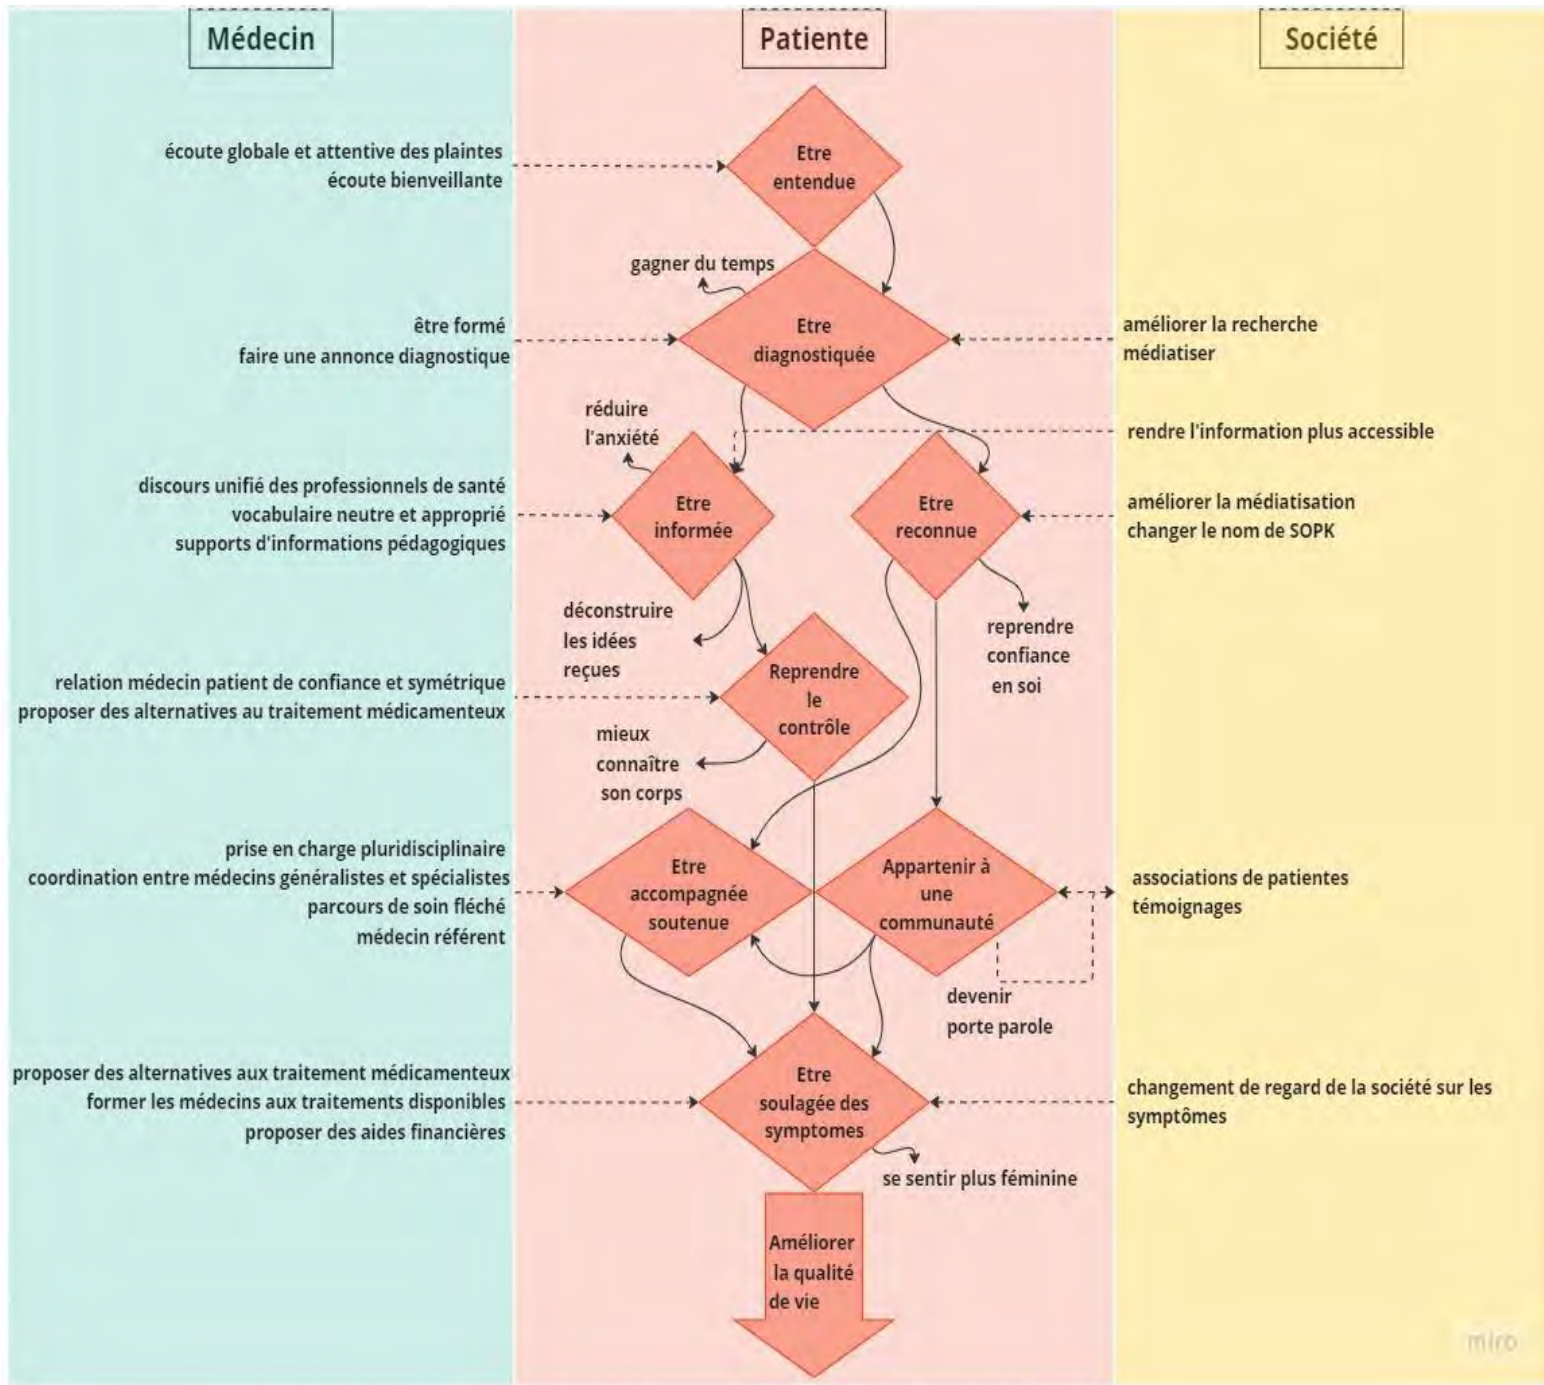 Médecin
Patiente
Société
écoute globale et attentive des plaintes
écoute bienveillante
Etre
entendue
gagner du temps
être formé
faire une annonce diagnostique
Etre
diagnostiquée
améliorer la recherche
médiatiser
réduire
l'anxiété
rendre l'information plus accessible
discours unifié des professionnels de santé
vocabulaire neutre et approprié
supports d'informations pédagogiques
Etre
informée
Etre
reconnue
améliorer la médiatisation
changer le nom de SOPK
déconstruire
les idées
reçues
reprendre
confiance
en soi
relation médecin patient de confiance et symétrique
proposer des alternatives au traitement médicamenteux
Reprendre
le
contrôle
mieux
connaître
son corps
prise en charge pluridisciplinaire
coordination entre médecins généralistes et spécialistes
parcours de soin fléché
médecin référent
Etre
accompagnée
soutenue
Appartenir à
une
communauté
associations de patientes
témoignages
devenir
porte parole
proposer des alternatives aux traitement médicamenteux
former les médecins aux traitements disponibles
proposer des aides financières
Etre
soulagée des
symptomes
changement de regard de la société sur les
symptômes
se sentir plus féminine
Améliorer
la qualité
de vie
miro